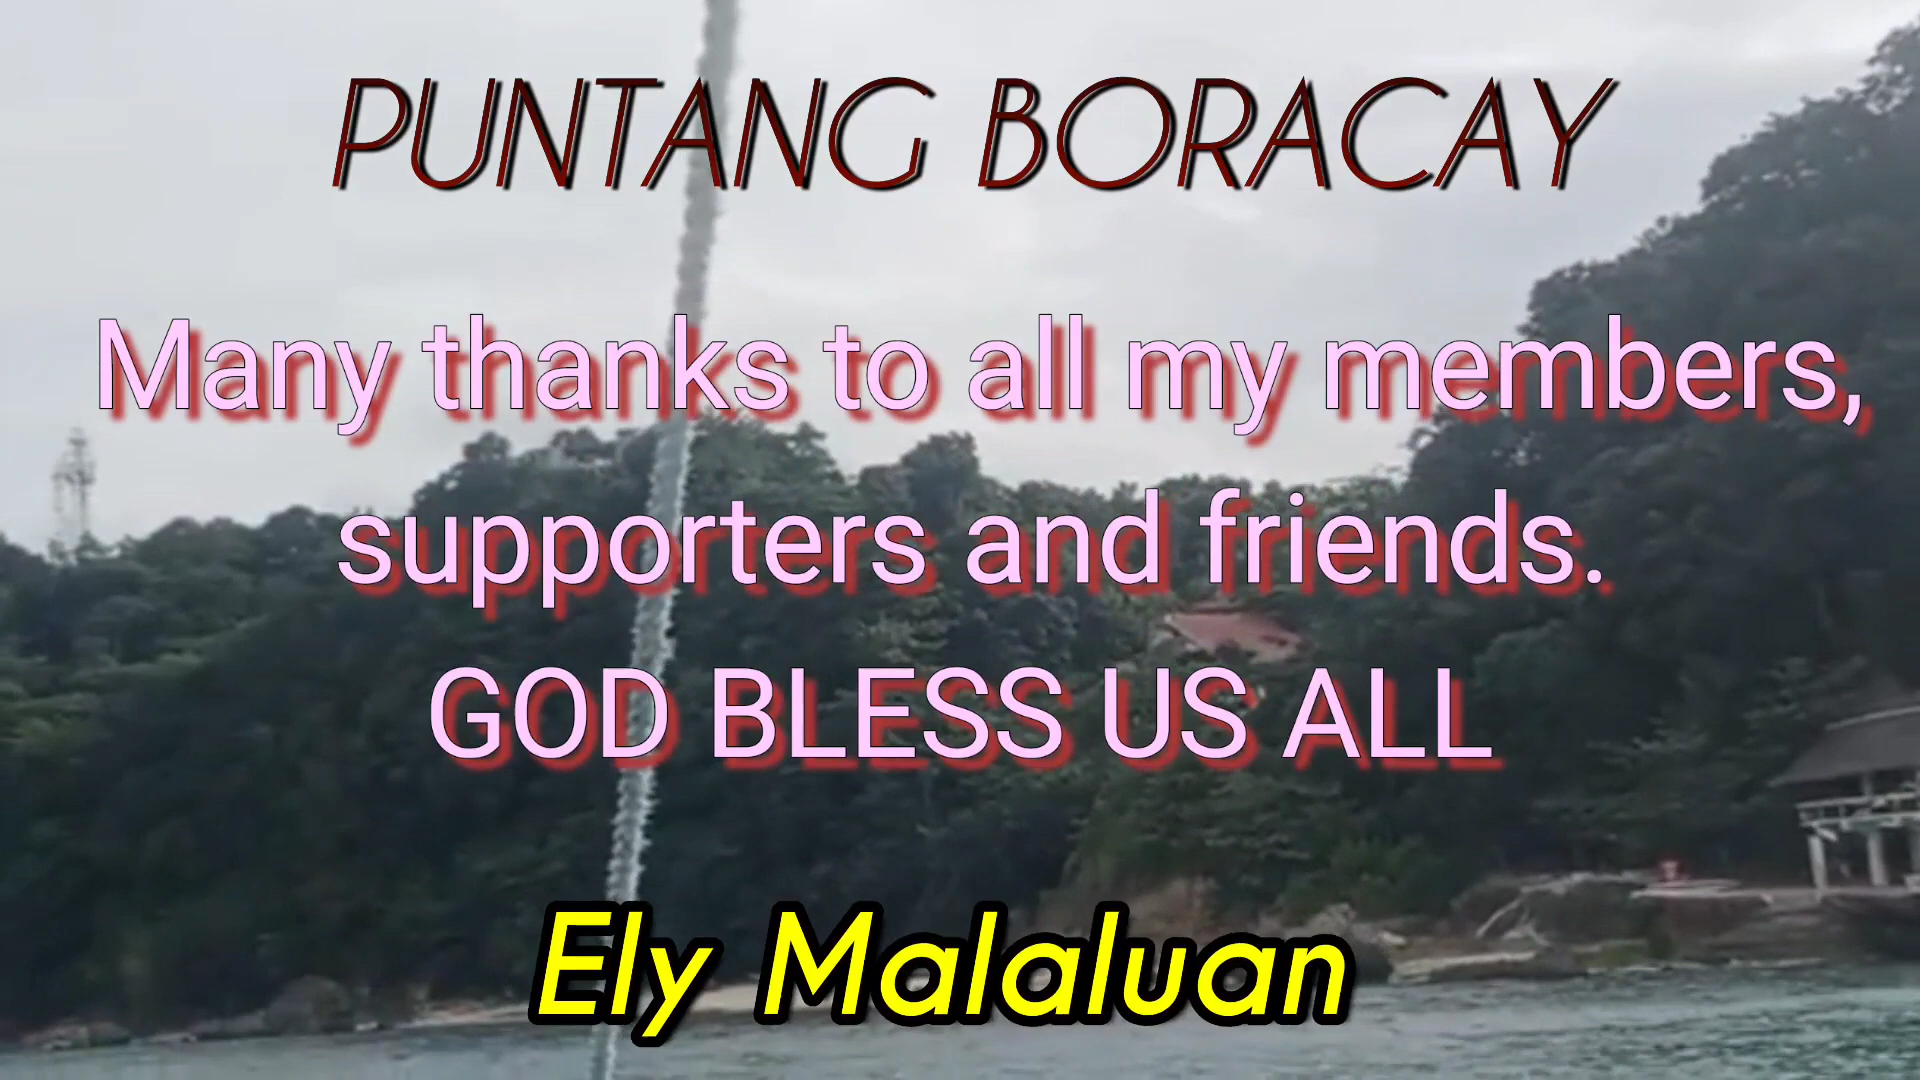 PUNTANG BORACAY
Many thanks to all my members,
supporters and friends.
GOD BLESS US ALL
Ely Malaluan